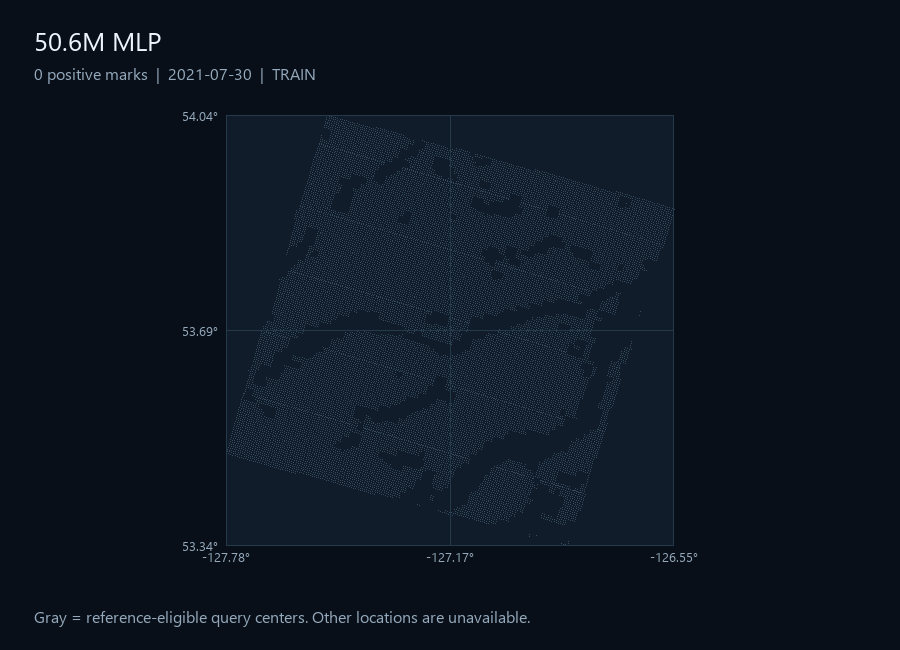 50.6M MLP
0 positive marks | 2021-07-30 | TRAIN
54.04°
53.69°
53.34°
-127.78°
-127.17°
-126.55°
Gray = reference-eligible query centers. Other locations are unavailable.